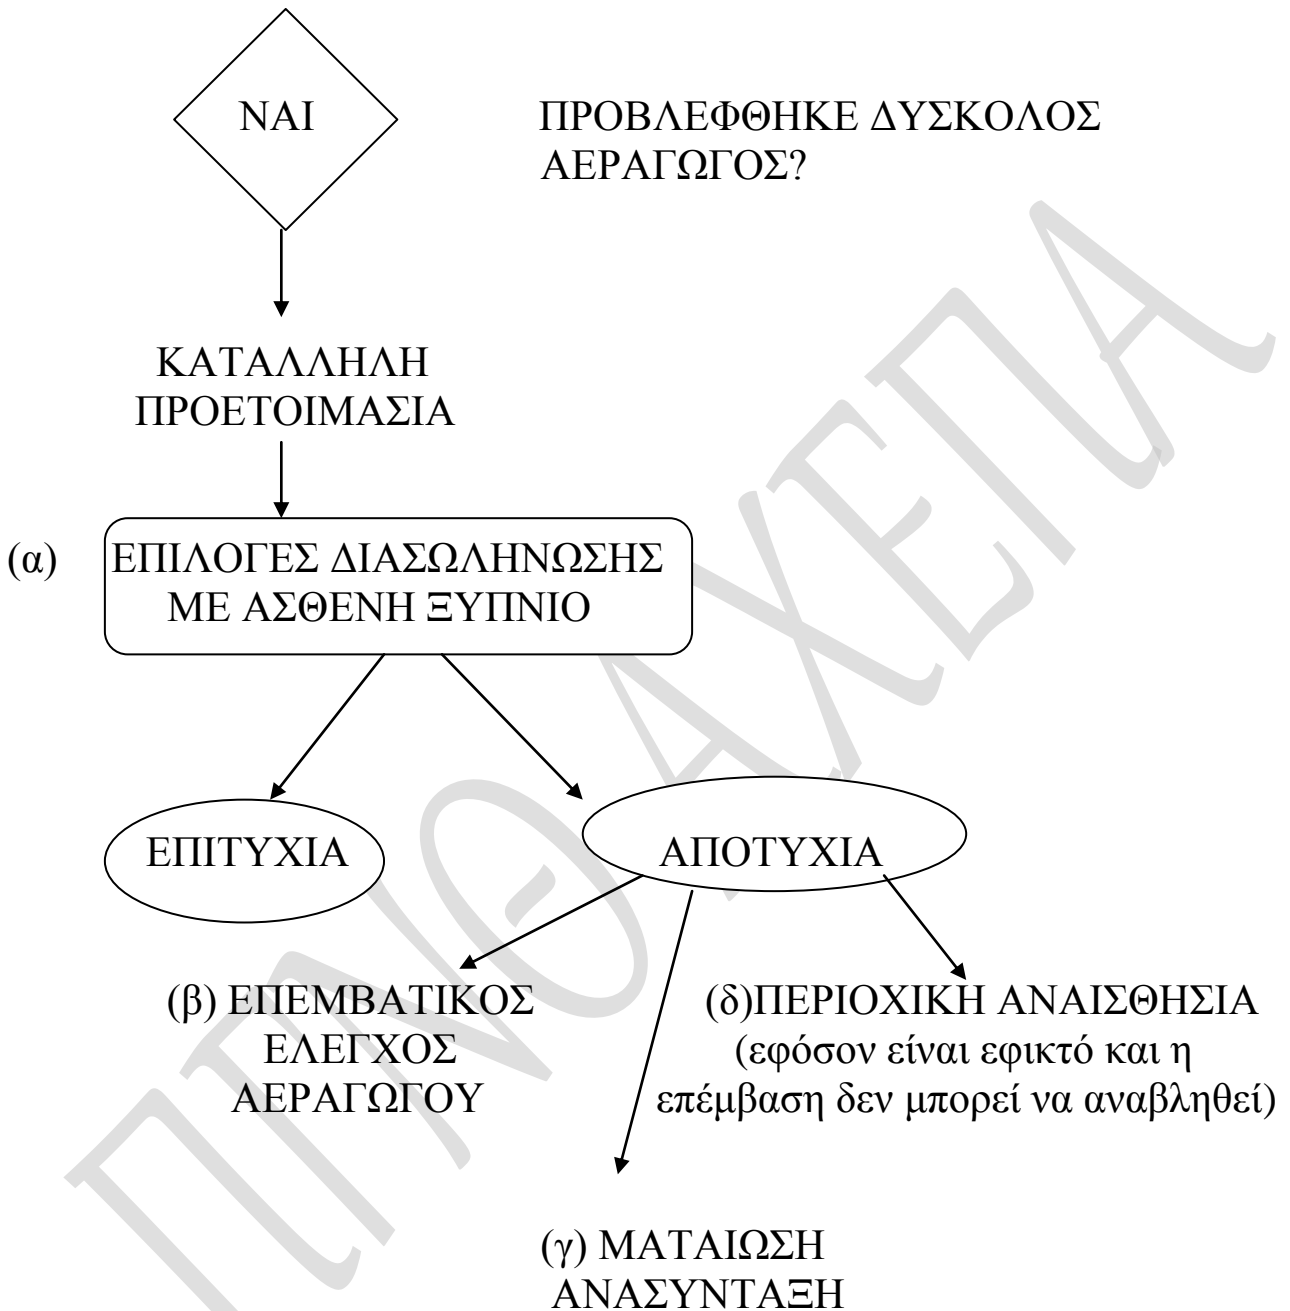 ΝΑΙ
ΠΡΟΒΛΕΦΘΗΚΕ ΔΥΣΚΟΛΟΣ
ΑΕΡΑΓΩΓΟΣ?
ΚΑΤΑΛΛΗΛΗ
ΠΡΟΕΤΟΙΜΑΣΙΑ
(α)
ΕΠΙΛΟΓΕΣ ΔΙΑΣΩΛΗΝΩΣΗΣ
ΜΕ ΑΣΘΕΝΗ ΞΥΠΝΙΟ
ΕΠΙΤΥΧΙΑ
ΑΠΟΤΥΧΙΑ
(β) ΕΠΕΜΒΑΤΙΚΟΣ
ΕΛΕΓΧΟΣ
ΑΕΡΑΓΩΓΟΥ
(δ)ΠΕΡΙΟΧΙΚΗ ΑΝΑΙΣΘΗΣΙΑ
(εφόσον είναι εφικτό και η
επέμβαση δεν μπορεί να αναβληθεί)
(γ) ΜΑΤΑΙΩΣΗ
ΑΝΑΣΥΝΤΑΞΗ
ΠΓΝΘ ΑΧΕΠΑ